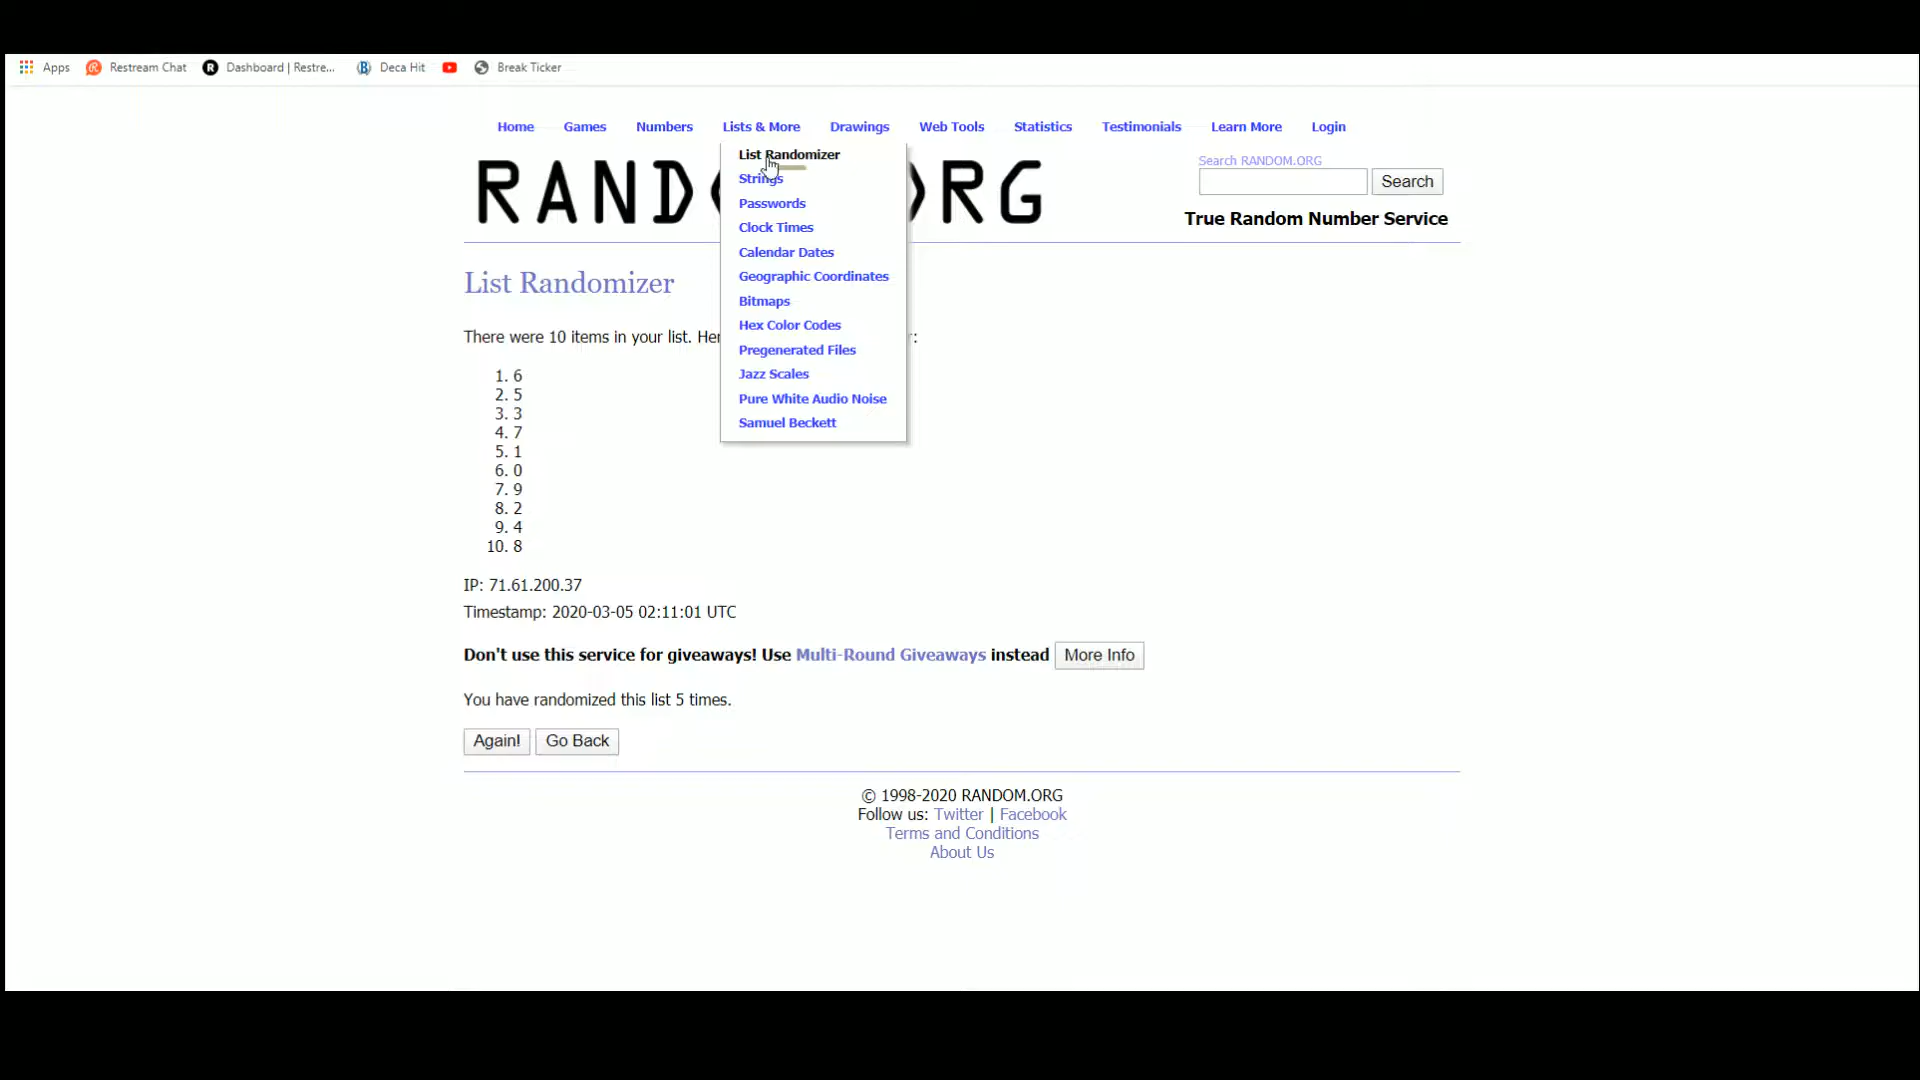 Apps Restream Chat Dashboard | Restre... Deca Hit Break Ticker
Home Games Numbers Lists & More Drawings Web Tools Statistics Testimonials Learn More Login
List Randomizer
Strings
Passwords
Clock Times
Calendar Dates
Geographic Coordinates
Bitmaps
Hex Color Codes
Pregenerated Files
Jazz Scales
Pure White Audio Noise
Samuel Beckett
RAND RG
Search RANDOM.ORG
Search
True Random Number Service
List Randomizer
There were 10 items in your list. :
1. 6
2. 5
3. 3
4. 7
5. 1
6. 0
7. 9
8. 2
9. 4
10. 8
IP: 71.61.200.37
Timestamp: 2020-03-05 02:11:01 UTC
Don't use this service for giveaways! Use Multi-Round Giveaways instead More Info
You have randomized this list 5 times.
Again! Go Back
© 1998-2020 RANDOM.ORG
Follow us: Twitter | Facebook
Terms and Conditions
About Us